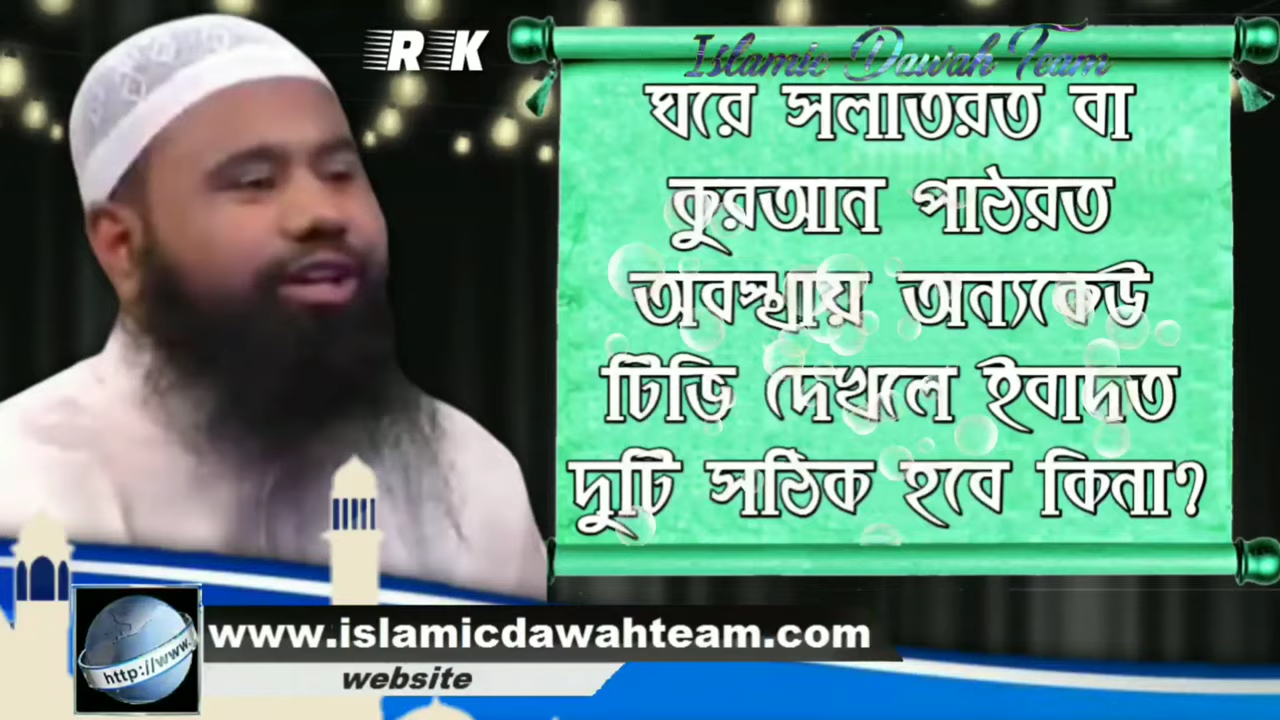 RK
Islamic Dawah Team
ঘরে সলাতরত বা
কুরআন পাঠরত
অবস্থায় অন্যকেউ
টিভি দেখলে ইবাদত
দুটি সঠিক হবে কিনা?
http://www.
www.islamicdawahteam.com
website